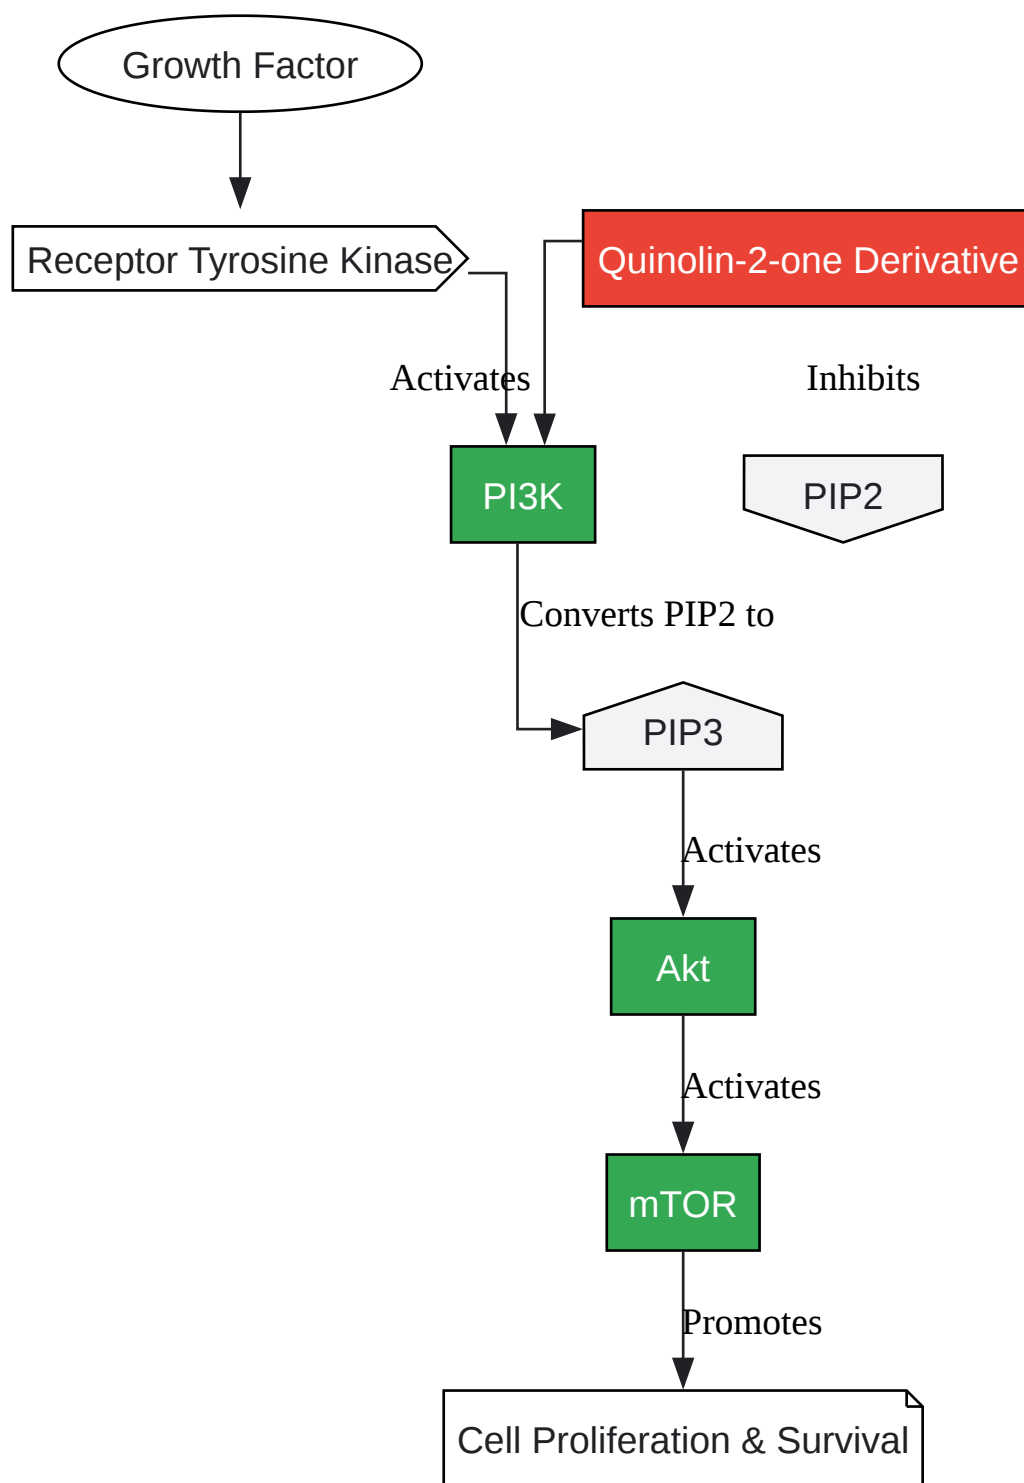 Growth Factor
Receptor Tyrosine Kinase
Quinolin-2-one Derivative
Activates
Inhibits
PI3K
PIP2
Converts PIP2 to
PIP3
Activates
Akt
Activates
mTOR
Promotes
Cell Proliferation & Survival